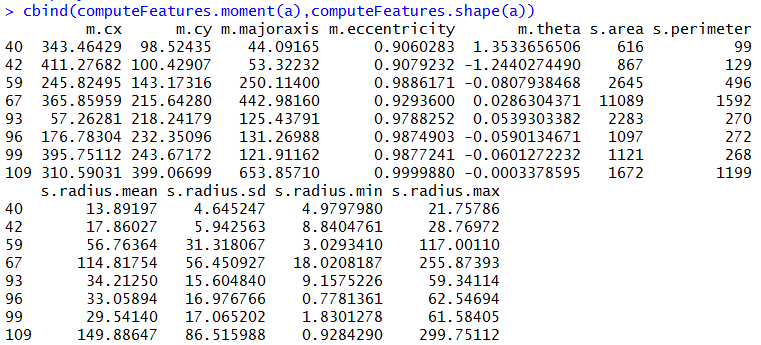 > cbind(computeFeatures.moment(a),computeFeatures.shape(a))
m.cx m.cy m.majoraxis m.eccentricity m.theta s.area s.perimeter
40 343.46429 98.52435 44.09165 0.9060283 1.3533656506 616 99
42 411.27682 100.42907 53.32232 0.9079232 -1.2440274490 867 129
59 245.82495 143.17316 250.11400 0.9886171 -0.0807938468 2645 496
67 365.85959 215.64280 442.98160 0.9293600 0.0286304371 11089 1592
93 57.26281 218.24179 125.43791 0.9788252 0.0539303382 2283 270
96 176.78304 232.35096 131.26988 0.9874903 -0.0590134671 1097 272
99 395.75112 243.67172 121.91162 0.9877241 -0.0601272232 1121 268
109 310.59031 399.06699 653.85710 0.9999880 -0.0003378595 1672 1199
s.radius.mean s.radius.sd s.radius.min s.radius.max
40 13.89197 4.645247 4.9797980 21.75786
42 17.86027 5.942563 8.8404761 28.76972
59 56.76364 31.318067 3.0293410 117.00110
67 114.81754 56.450927 18.0208187 255.87393
93 34.21250 15.604840 9.1575226 59.34114
96 33.05894 16.976766 0.7781361 62.54694
99 29.54140 17.065202 1.8301278 61.58405
109 149.88647 86.515988 0.9284290 299.75112